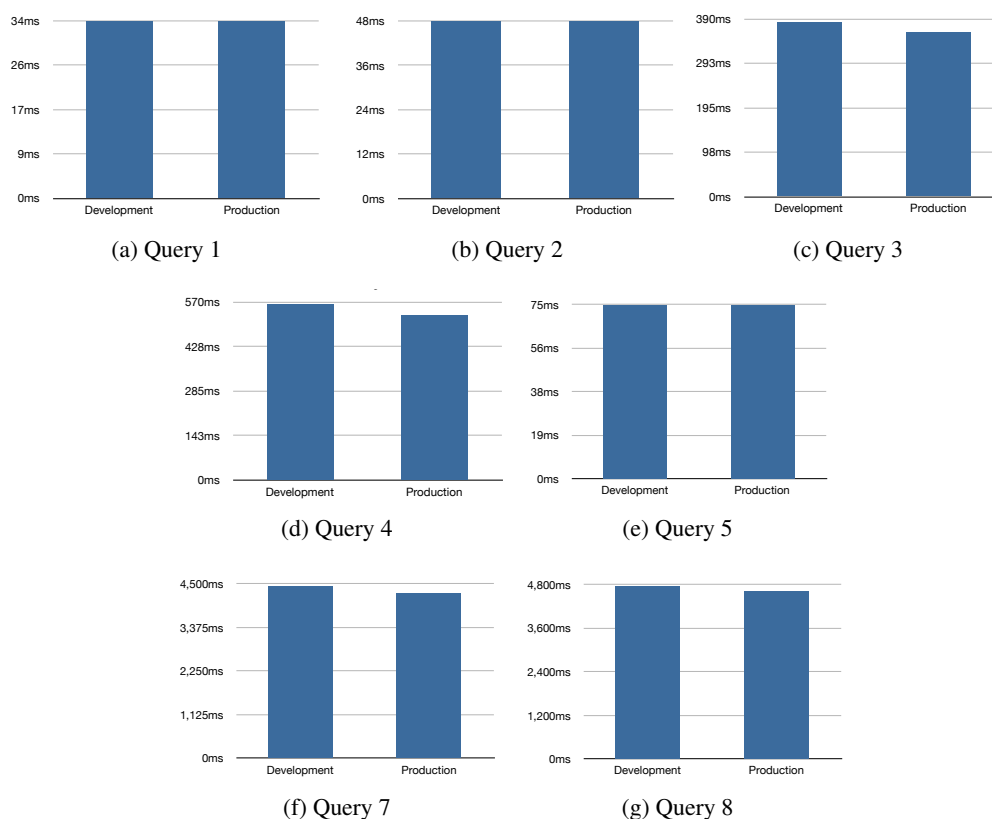 34ms
26ms
17ms
9ms
0ms
Development Production
(a) Query 1
48ms
36ms
24ms
12ms
0ms
Development Production
(b) Query 2
390ms
293ms
195ms
98ms
0ms
Development Production
(c) Query 3
570ms
428ms
285ms
143ms
0ms
Development Production
(d) Query 4
75ms
56ms
38ms
19ms
0ms
Development Production
(e) Query 5
4,500ms
3,375ms
2,250ms
1,125ms
0ms
Development Production
(f) Query 7
4,800ms
3,600ms
2,400ms
1,200ms
0ms
Development Production
(g) Query 8